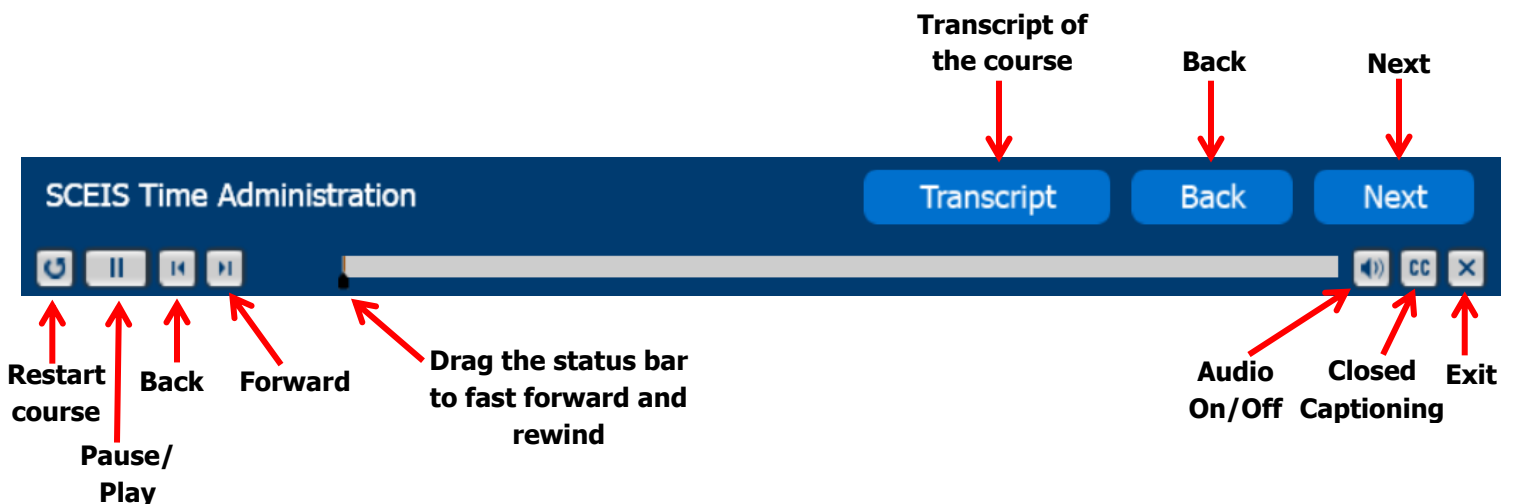 Transcript of
the course
Back
Next
SCEIS Time Administration
Transcript
Back
Next
CC
Restart
course
Pause/
Play
Back
Forward
Drag the status bar
to fast forward and
rewind
Audio
On/Off
Closed
Captioning
Exit